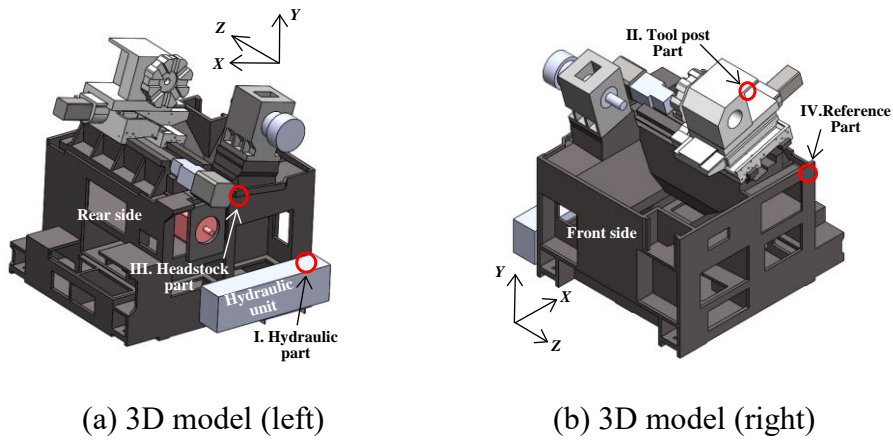 Y
Z
X
Rear side
III. Headstock
part
Hydraulic
unit
I. Hydraulic
part
II. Tool post
Part
IV.Reference
Part
Front side
Y
X
Z
(a) 3D model (left)
(b) 3D model (right)